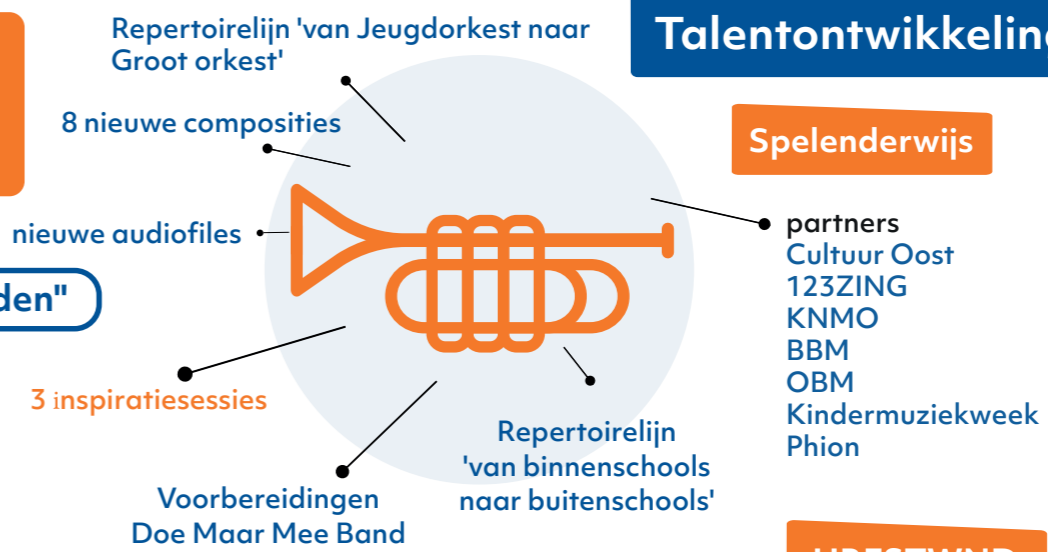 Repertoirelijn 'van Jeugdorkest naar
Groot orkest'
8 nieuwe composities
nieuwe audiofiles
den"
3 inspiratiesessies
Voorbereidingen
Doe Maar Mee Band
Repertoirelijn
'van binnenschools
naar buitenschools'
Talentontwikkeling
Spelenderwijs
partners
Cultuur Oost
123ZING
KNMO
BBM
OBM
Kindermuziekweek
Phion